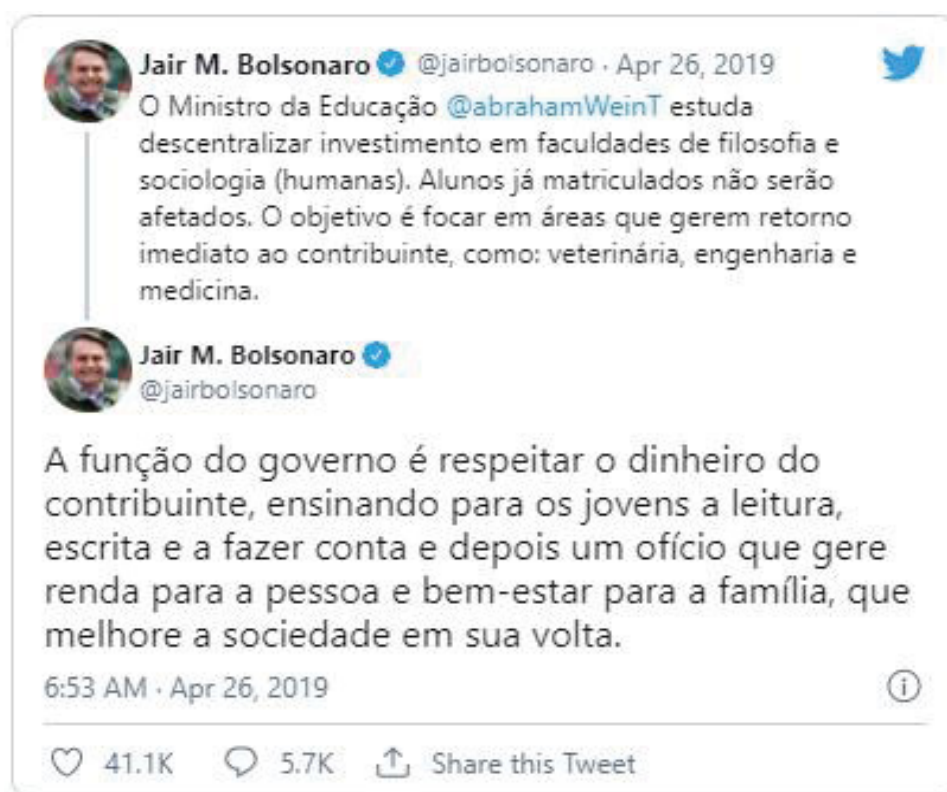 Jair M. Bolsonaro @jairbolsonaro · Apr 26, 2019
O Ministro da Educação @abrahamWeinT estuda
descentralizar investimento em faculdades de filosofia e
sociologia (humanas). Alunos já matriculados não serão
afetados. O objetivo é focar em áreas que gerem retorno
imediato ao contribuinte, como: veterinária, engenharia e
medicina.
Jair M. Bolsonaro
@jairbolsonaro
A função do governo é respeitar o dinheiro do
contribuinte, ensinando para os jovens a leitura,
escrita e a fazer conta e depois um ofício que gere
renda para a pessoa e bem-estar para a família, que
melhore a sociedade em sua volta.
6:53 AM · Apr 26, 2019
41.1K 5.7K Share this Tweet